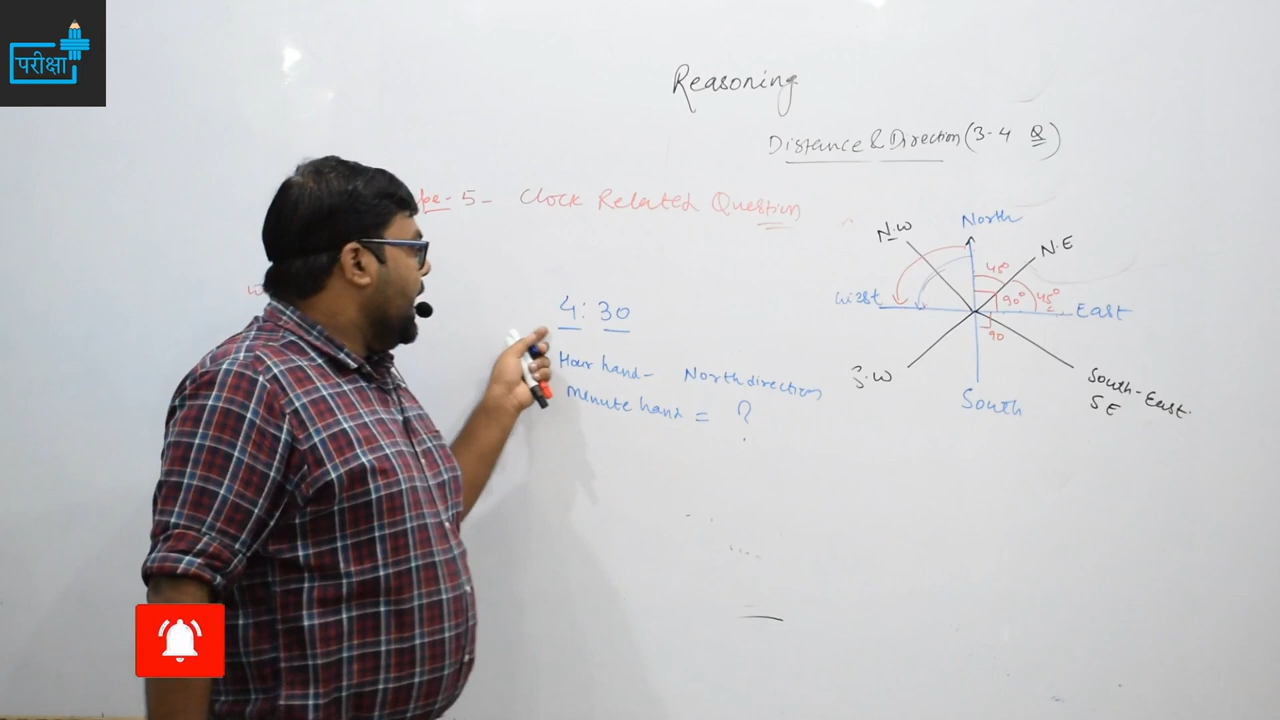 परीक्षा
Reasoning
Distance & Direction (3-4 Q)
5 - Clock Related Question
4:30
Hour hand - North direction
minute hand = ?
North
N.W
N.E
45°
West
90°
45°
East
90
S.W
South
South-East
SE